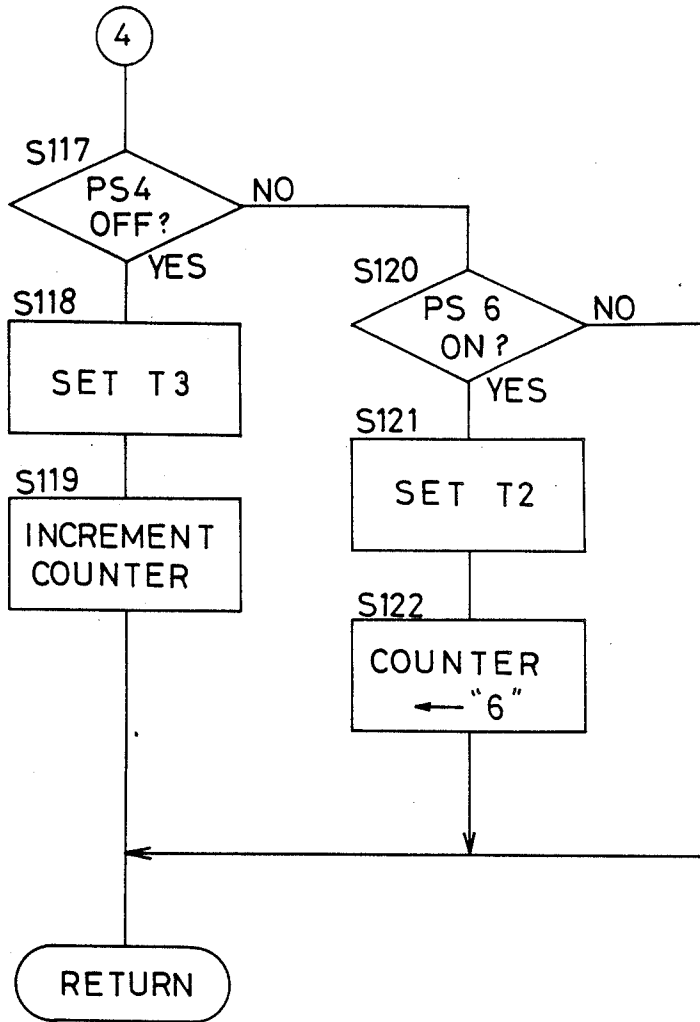 4
S117
PS4
OFF?
NO
YES
S118
SET T3
S119
INCREMENT
COUNTER
S120
PS 6
ON?
NO
YES
S121
SET T2
S122
COUNTER
← "6"
RETURN